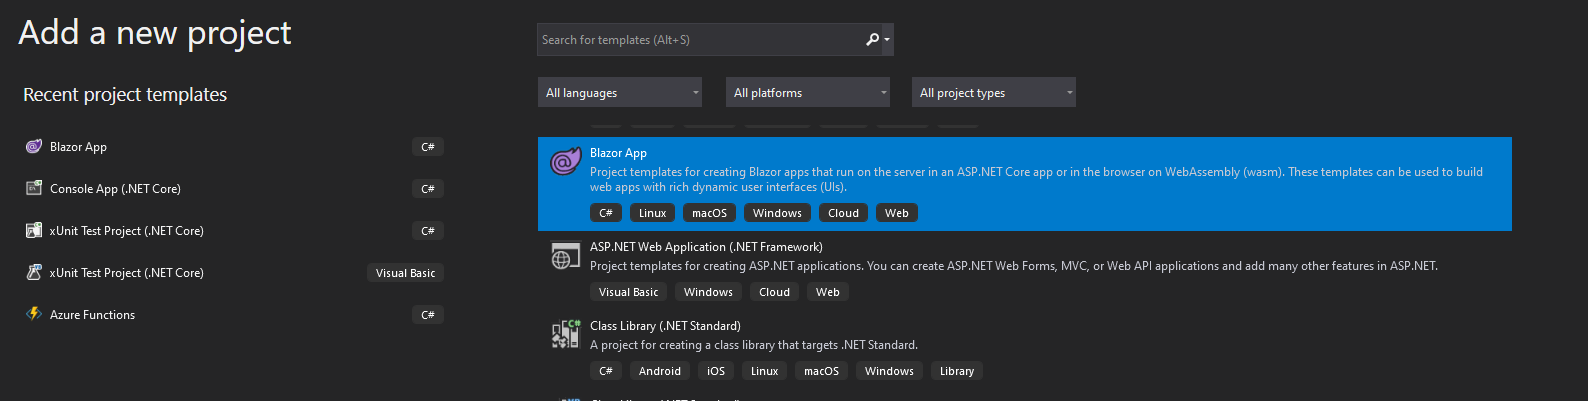 Add a new project
Search for templates (Alt+S)
All languages
All platforms
All project types
Recent project templates
Blazor App
C#
Console App (.NET Core)
C#
xUnit Test Project (.NET Core)
C#
xUnit Test Project (.NET Core)
Visual Basic
Azure Functions
C#
Blazor App
Project templates for creating Blazor apps that run on the server in an ASP.NET Core app or in the browser on WebAssembly (wasm). These templates can be used to build
web apps with rich dynamic user interfaces (UIs).
C# Linux macOS Windows Cloud Web
ASP.NET Web Application (.NET Framework)
Project templates for creating ASP.NET applications. You can create ASP.NET Web Forms, MVC, or Web API applications and add many other features in ASP.NET.
Visual Basic Windows Cloud Web
Class Library (.NET Standard)
A project for creating a class library that targets .NET Standard.
C# Android iOS Linux macOS Windows Library